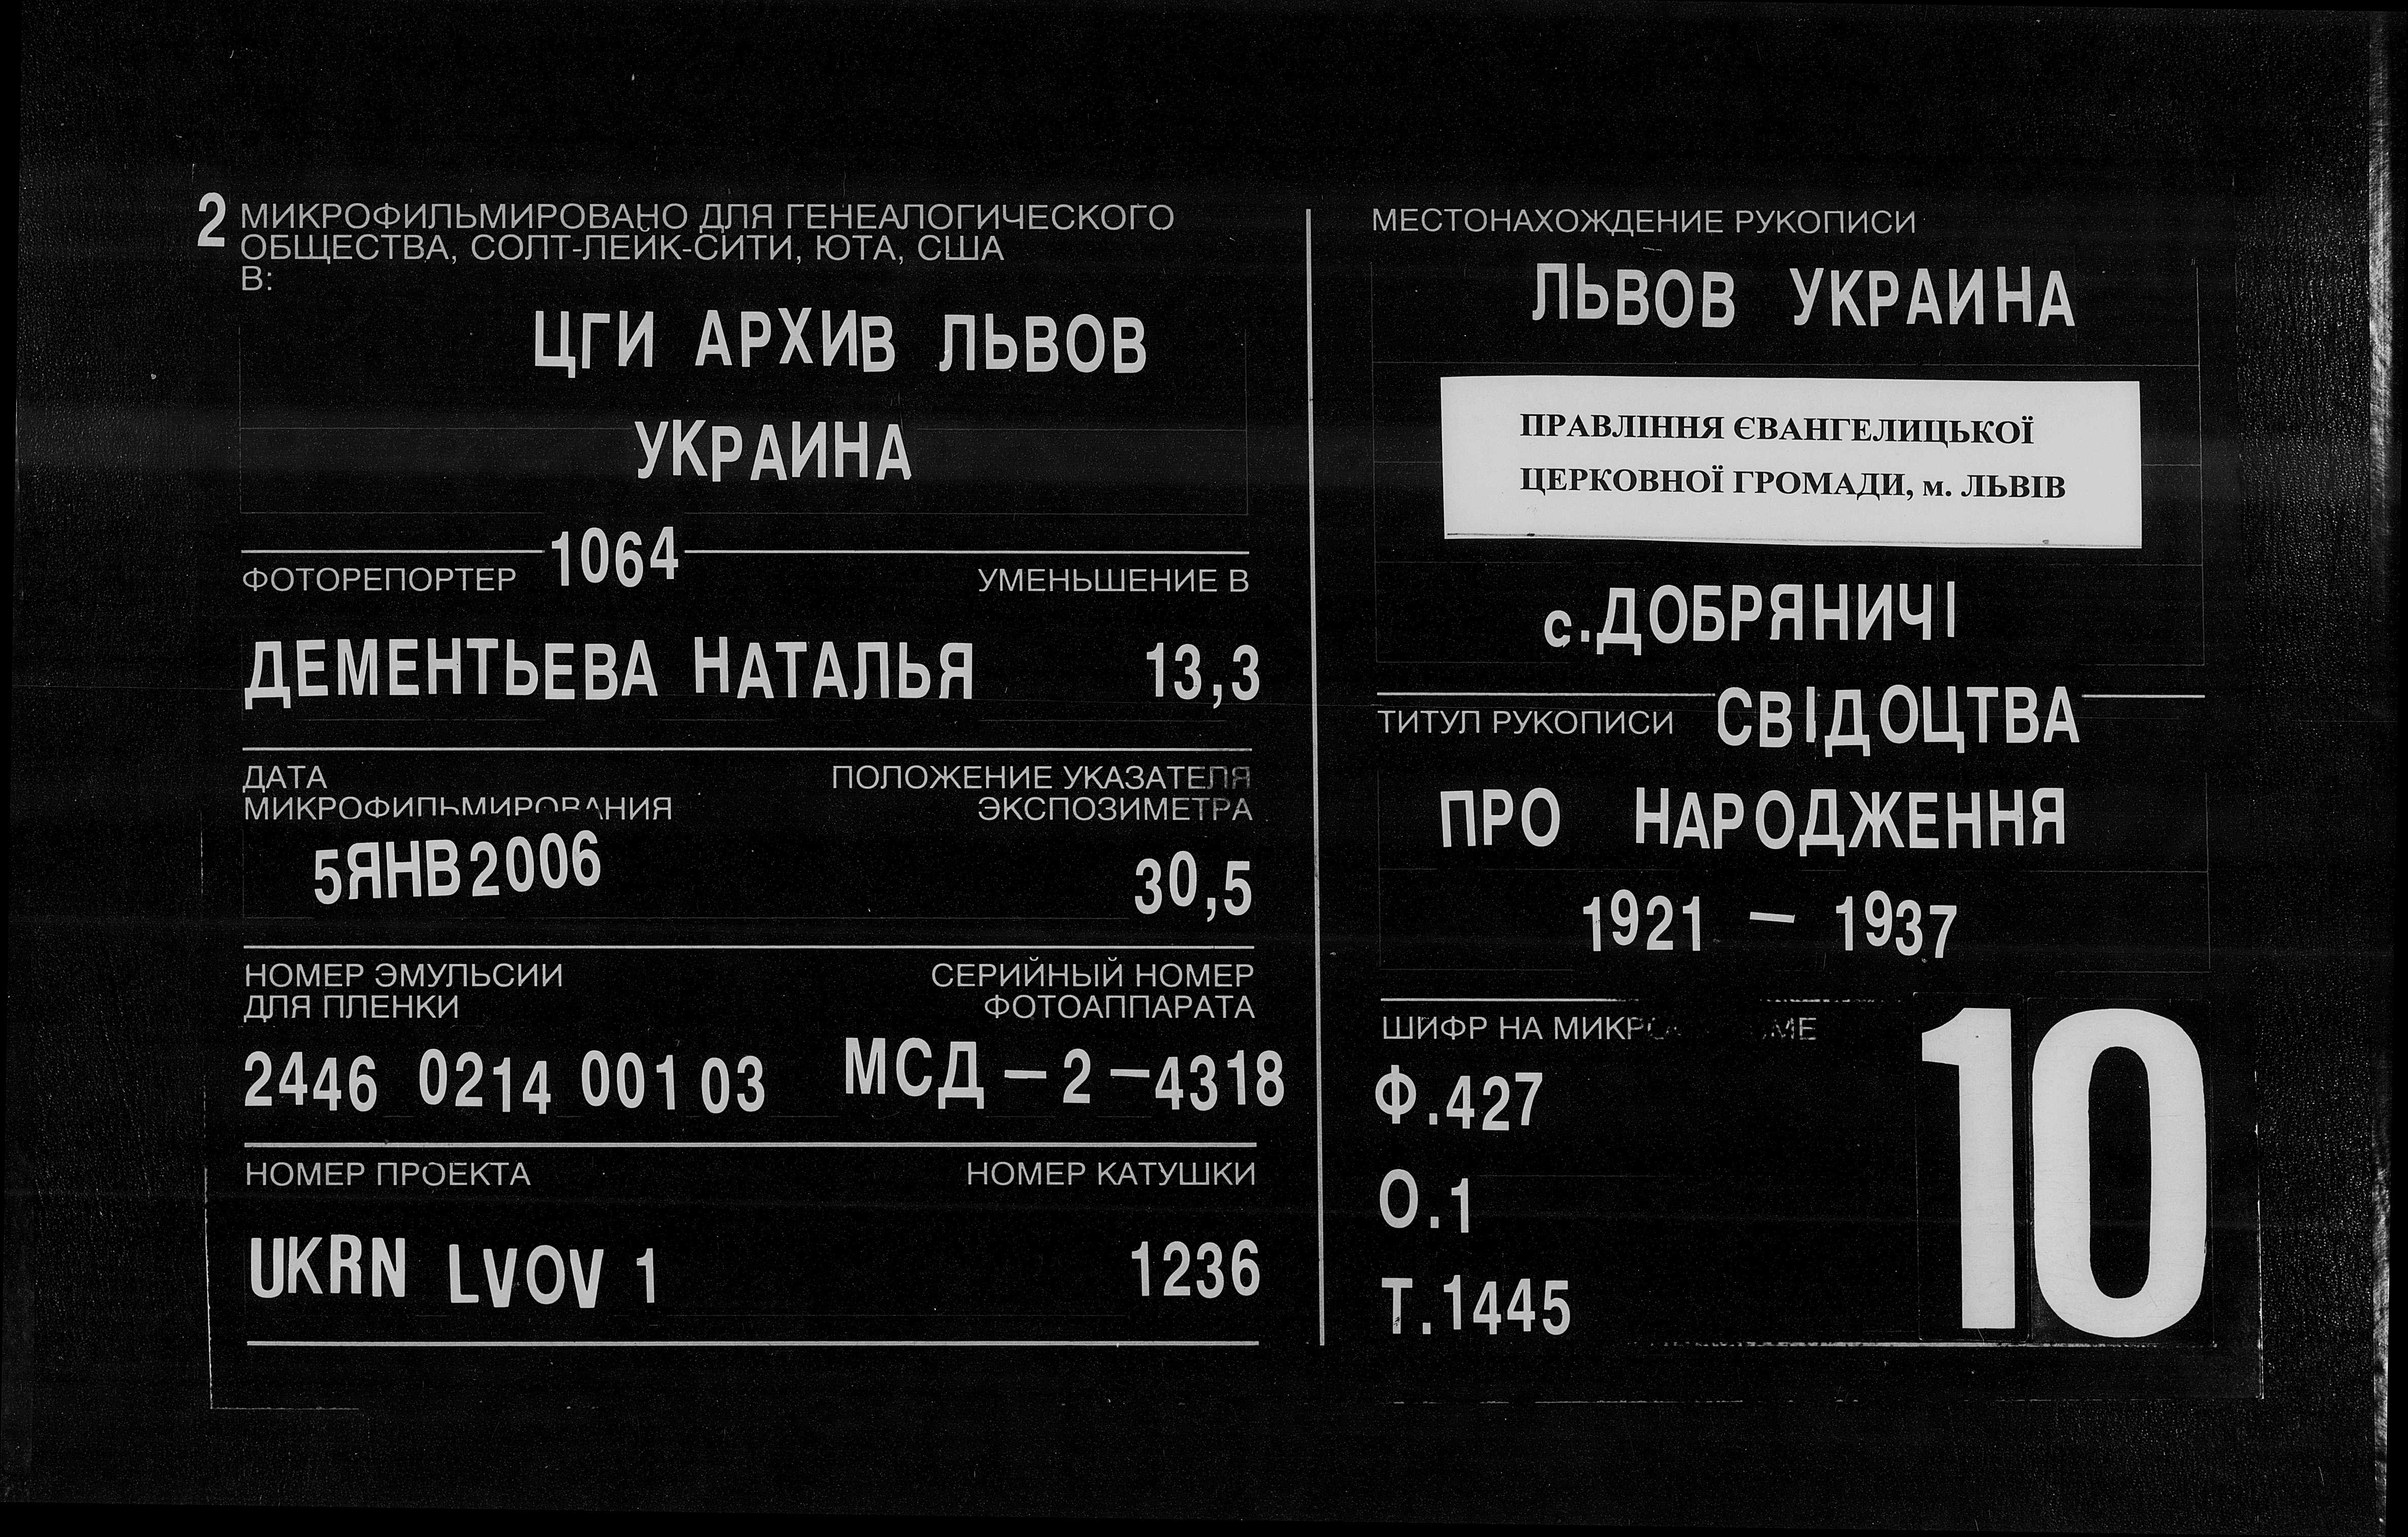 2 МИКРОФИЛЬМИРОВАНО ДЛЯ ГЕНЕАЛОГИЧЕСКОГО
ОБЩЕСТВА, СОЛТ-ЛЕЙК-СИТИ, ЮТА, США
В:
ЦГИ АРХИВ ЛЬВОВ
УКРАИНА
1064
ФОТОРЕПОРТЕР УМЕНЬШЕНИЕ В
ДЕМЕНТЬЕВА НАТАЛЬЯ 13,3
ДАТА ПОЛОЖЕНИЕ УКАЗАТЕЛЯ
МИКРОФИЛЬМИРОВАНИЯ ЭКСПОЗИМЕТРА
5ЯНВ2006 30,5
НОМЕР ЭМУЛЬСИИ СЕРИЙНЫЙ НОМЕР
ДЛЯ ПЛЕНКИ ФОТОАППАРАТА
2446 0214 001 03 МСД – 2 – 4318
НОМЕР ПРОЕКТА НОМЕР КАТУШКИ
UKRN LVOV 1 1236
МЕСТОНАХОЖДЕНИЕ РУКОПИСИ
ЛЬВОВ УКРАИНА
ПРАВЛІННЯ ЄВАНГЕЛИЦЬКОЇ
ЦЕРКОВНОЇ ГРОМАДИ, м. ЛЬВІВ
с.ДОБРЯНИЧІ
ТИТУЛ РУКОПИСИ СВІДОЦТВА
ПРО НАРОДЖЕННЯ
1921 – 1937
ШИФР НА
Ф.427
О.1
Т.1445
10